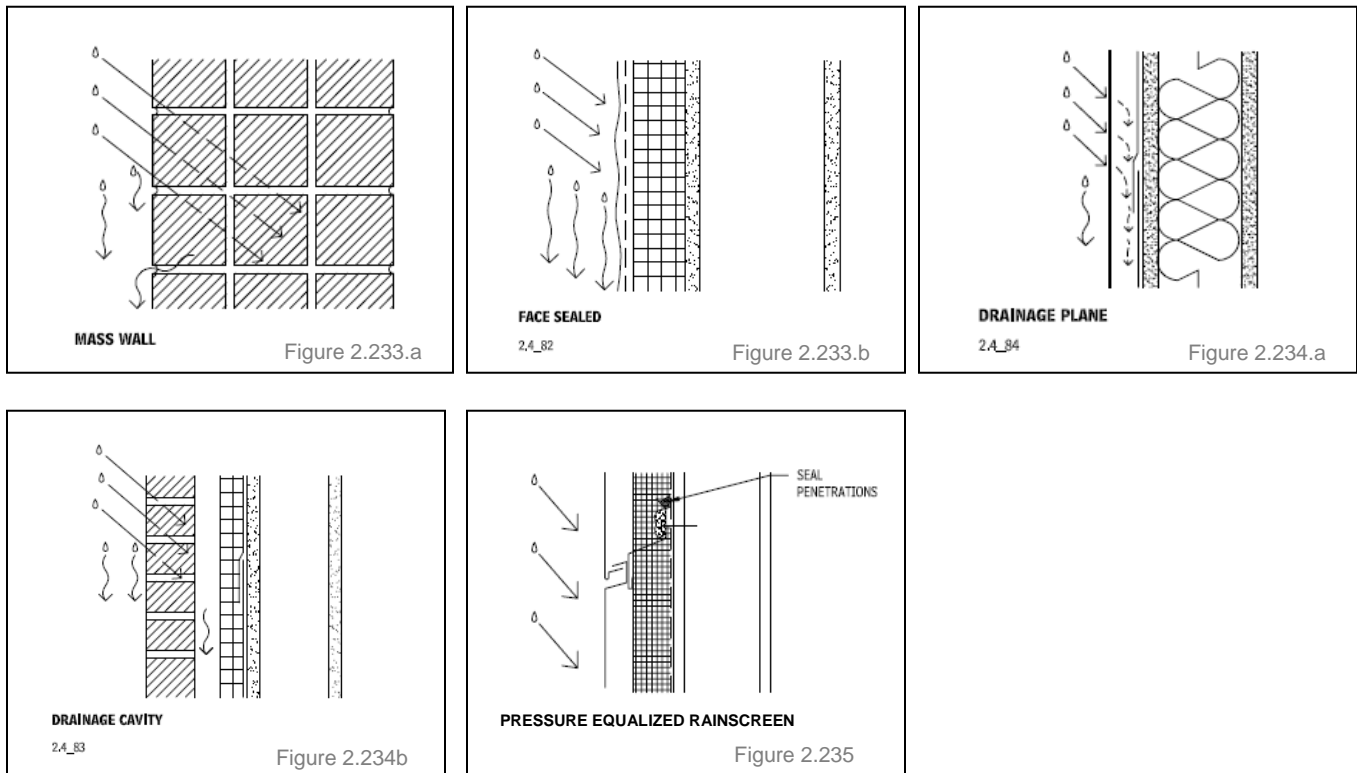 MASS WALL
Figure 2.233.a
FACE SEALED
2.4_82
Figure 2.233.b
DRAINAGE PLANE
2.4_84
Figure 2.234.a
DRAINAGE CAVITY
2.4_83
Figure 2.234b
SEAL
PENETRATIONS
PRESSURE EQUALIZED RAINSCREEN
Figure 2.235